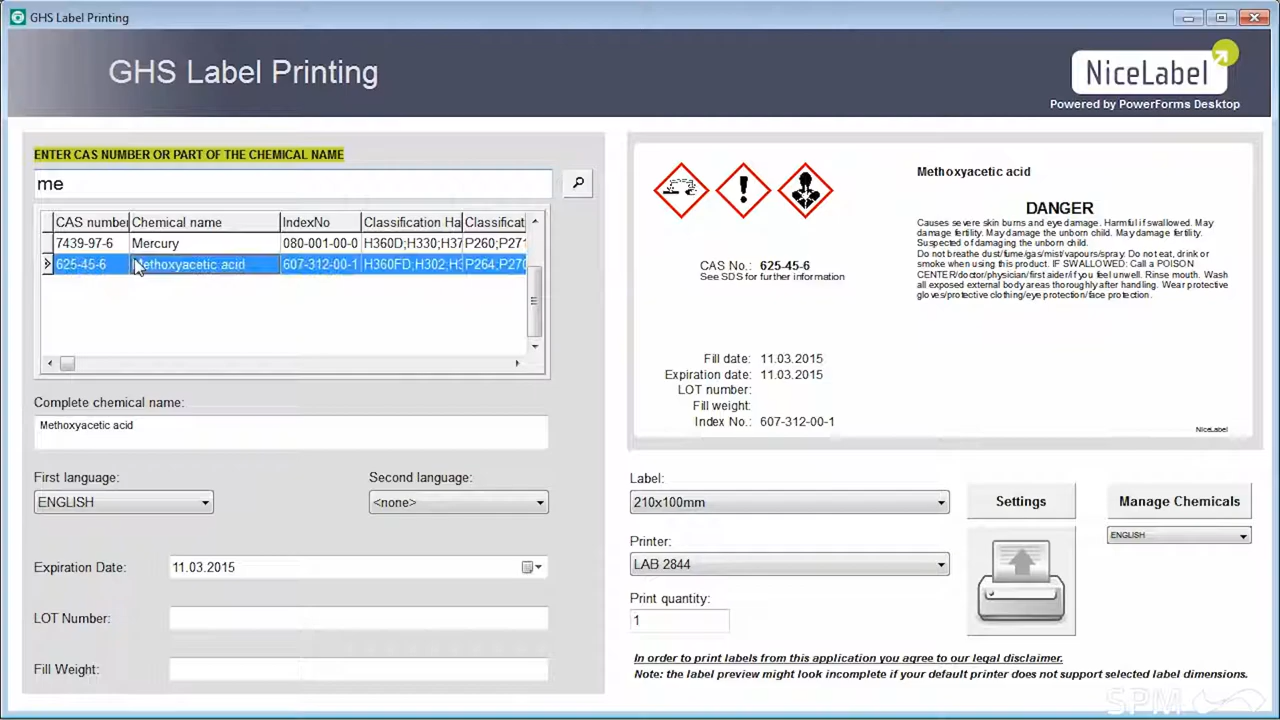 GHS Label Printing
GHS Label Printing
NiceLabel
Powered by PowerForms Desktop
ENTER CAS NUMBER OR PART OF THE CHEMICAL NAME
me
CAS number Chemical name IndexNo Classification Ha Classificat
7439-97-6 Mercury 080-001-00-0 H360D;H330;H37 P260;P271
625-45-6 Methoxyacetic acid 607-312-00-1 H360FD;H302;H3 P264;P270
Complete chemical name:
Methoxyacetic acid
First language:
Second language:
ENGLISH
<none>
Expiration Date:
11.03.2015
LOT Number:
Fill Weight:
Methoxyacetic acid
DANGER
Causes severe skin burns and eye damage. Harmful if swallowed. May
damage fertility. May damage the unborn child. May damage fertility.
Suspected of damaging the unborn child.
Do not breathe dust/fume/gas/mist/vapours/spray. Do not eat, drink or
smoke when using this product. IF SWALLOWED: Call a POISON
CENTER/doctor/physician/first aider/if you feel unwell. Rinse mouth. Wash
all exposed external body areas thoroughly after handling. Wear protective
gloves/protective clothing/eye protection/face protection.
CAS No.: 625-45-6
See SDS for further information
Fill date: 11.03.2015
Expiration date: 11.03.2015
LOT number:
Fill weight:
Index No.: 607-312-00-1
NiceLabel
Label:
210x100mm
Printer:
LAB 2844
Print quantity:
1
Settings
Manage Chemicals
ENGLISH
In order to print labels from this application you agree to our legal disclaimer.
Note: the label preview might look incomplete if your default printer does not support selected label dimensions.
SPM